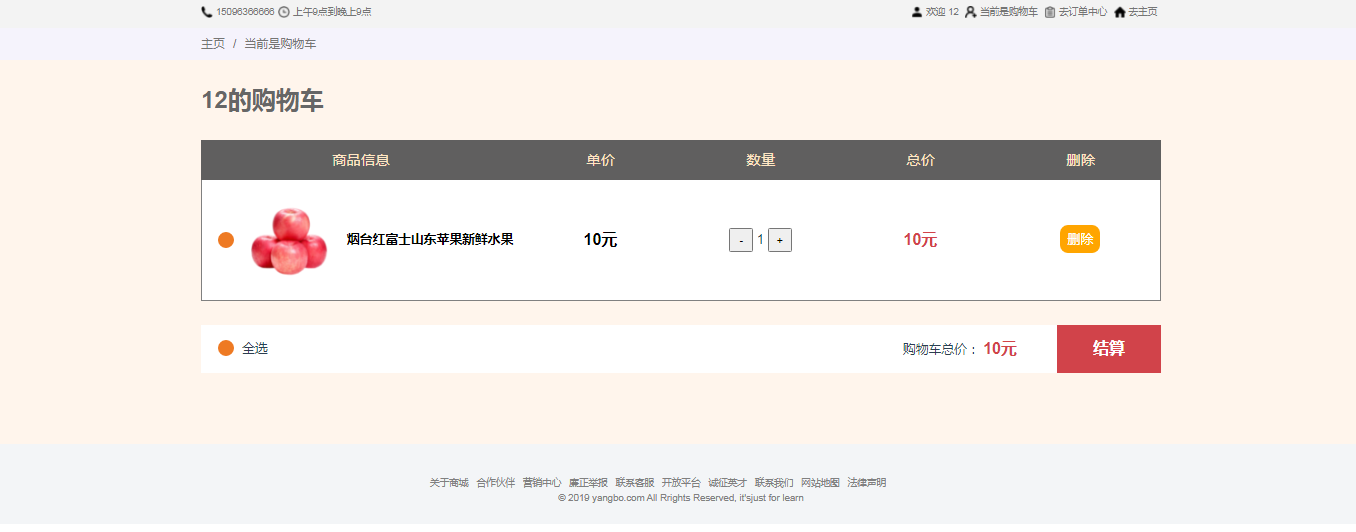 15096366666 上午9点到晚上9点 欢迎 12 当前是购物车 去订单中心 去主页
主页 / 当前是购物车
12的购物车
商品信息 单价 数量 总价 删除
烟台红富士山东苹果新鲜水果 10元 - 1 + 10元 删除
全选 购物车总价： 10元 结算
关于商城 合作伙伴 营销中心 廉正举报 联系客服 开放平台 诚征英才 联系我们 网站地图 法律声明
© 2019 yangbo.com All Rrights Reserved, it'sjust for learn